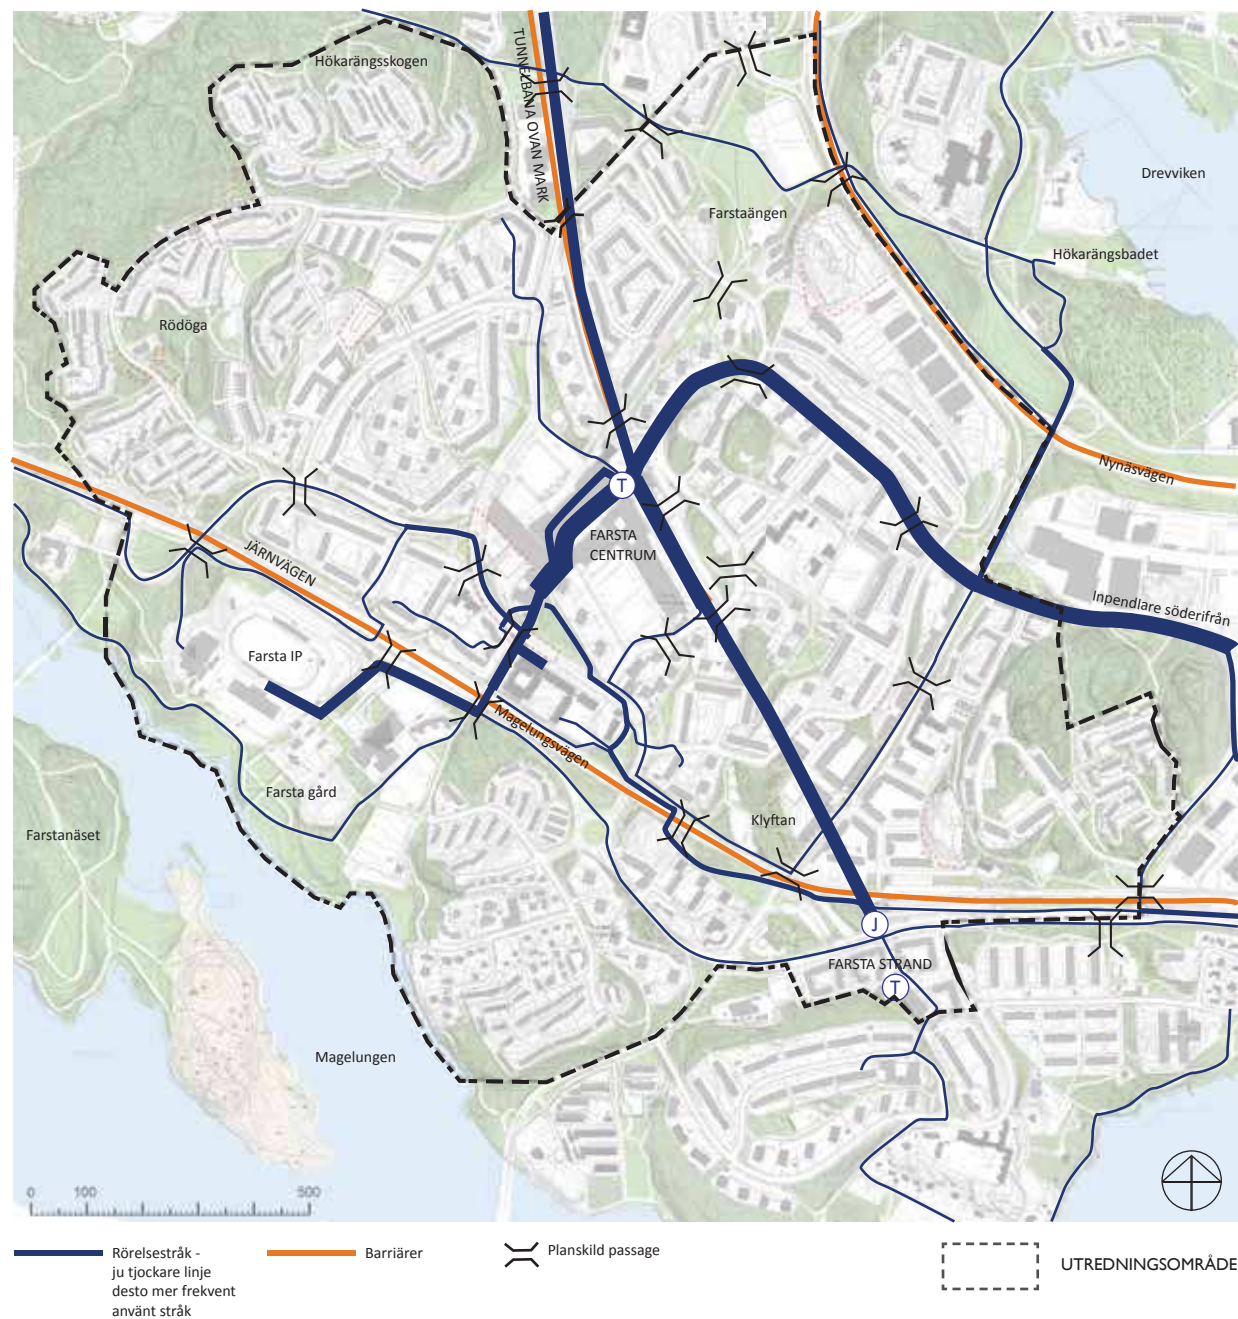 Hökarängsskogen
TUNNELBANA OVAN MARK
Drevviken
Farstaängen
Hökarängsbadet
Rödöga
Nynäsvägen
T
FARSTA
CENTRUM
JÄRNVÄGEN
Inpendlare söderifrån
Farsta IP
Magelungsvägen
Farsta gård
Klyftan
Farstanäset
J
FARSTA STRAND
T
Magelungen
0 100 500
Rörelsestråk -
ju tjockare linje
desto mer frekvent
använt stråk
Barriärer
Planskild passage
UTREDNINGSOMRÅDE